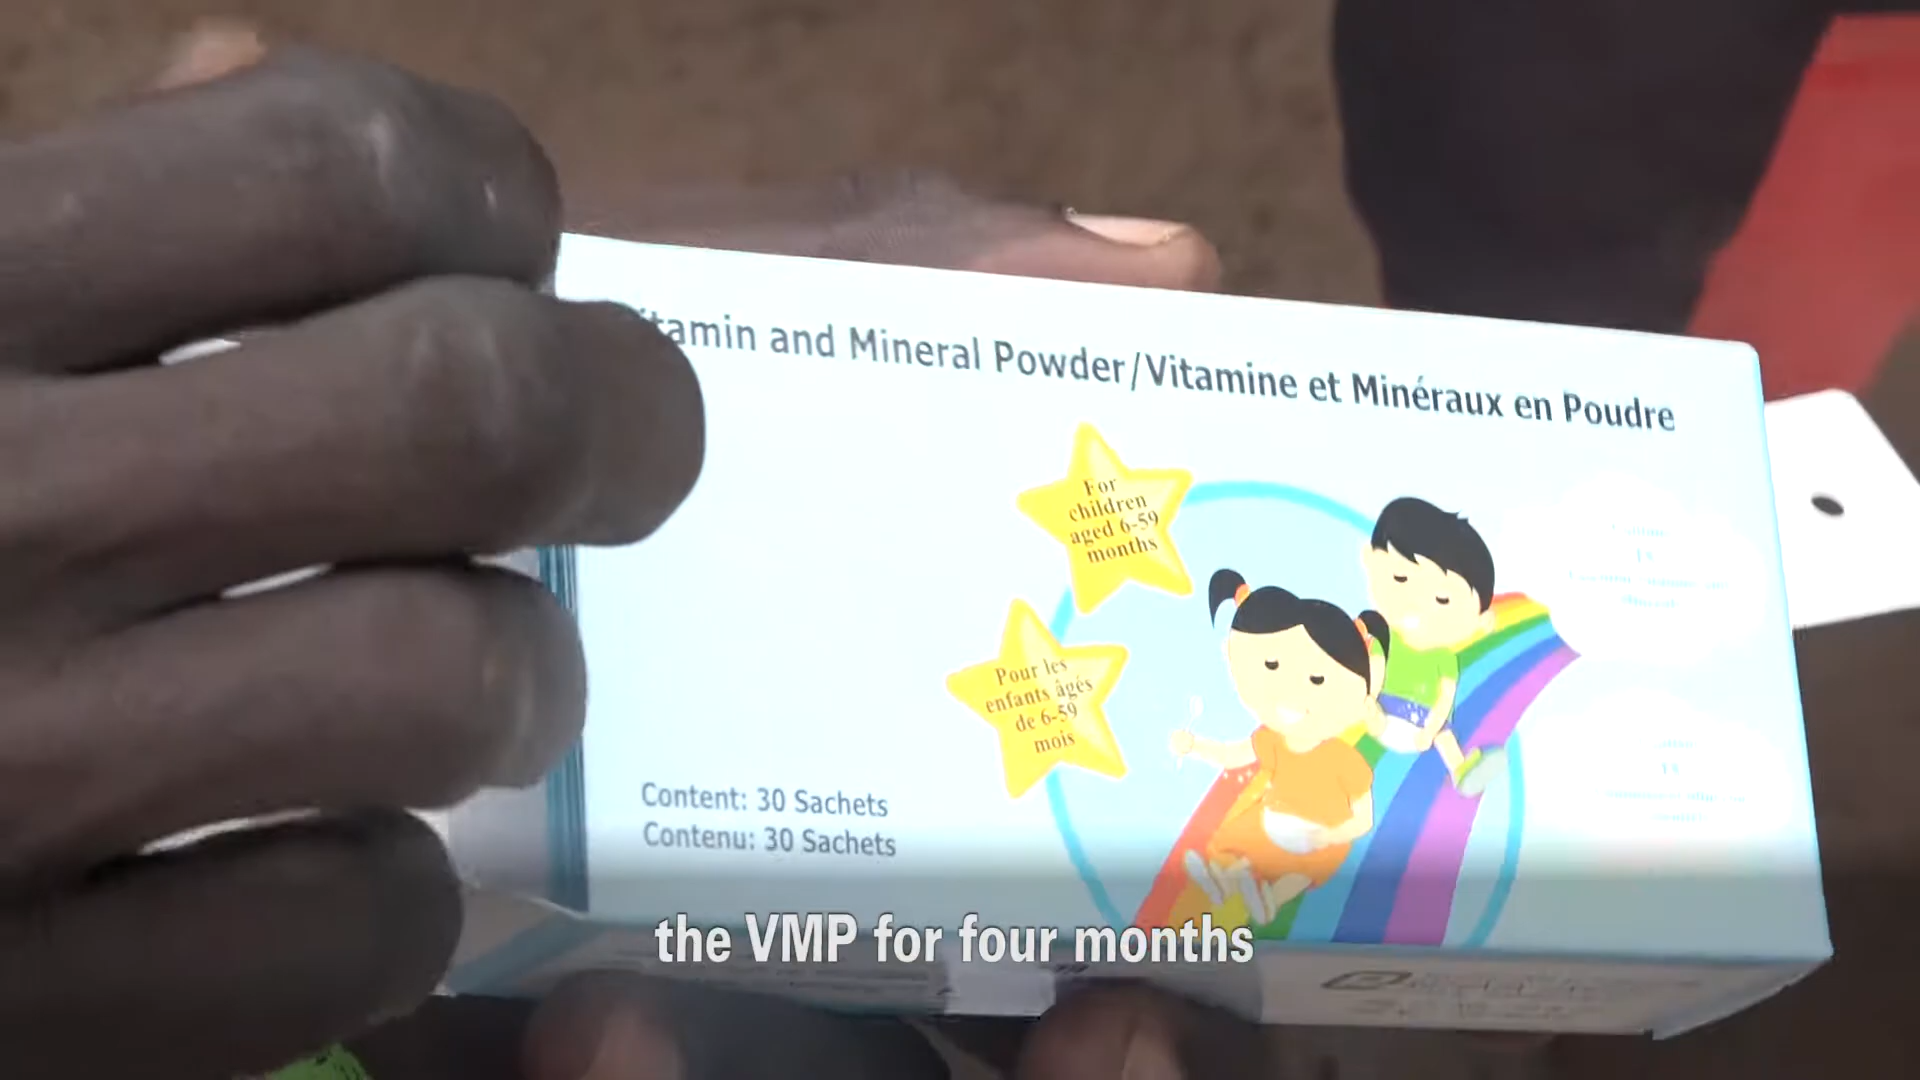 and Mineral Powder/Vitamine et Minéraux en Poudre
For
children
aged 6-59
months
Pour les
enfants âgés
de 6-59
mois
Content: 30 Sachets
Contenu: 30 Sachets
the VMP for four months